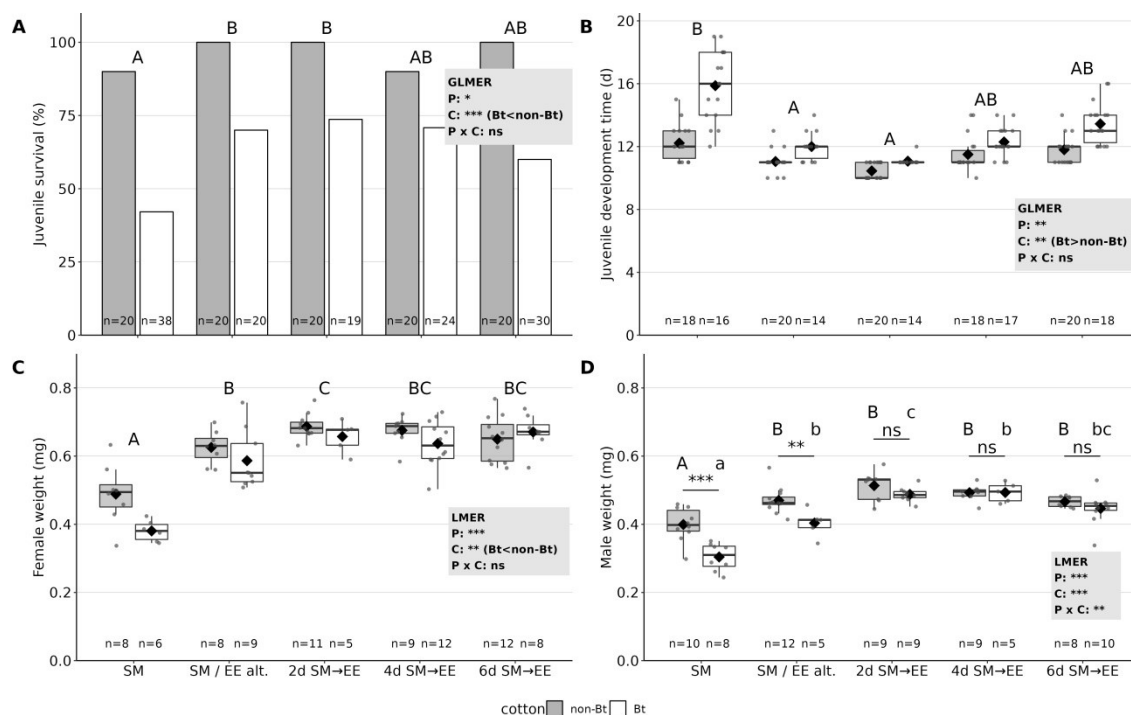 A
Juvenile survival (%)
100
75
50
25
0
A
B
B
AB
AB
GLMER
P: *
C: *** (Bt<non-Bt)
P x C: ns
n=20 n=38 n=20 n=20 n=20 n=19 n=20 n=24 n=20 n=30
B
Juvenile development time (d)
20
16
12
8
4
0
B
A
A
AB
AB
GLMER
P: **
C: ** (Bt>non-Bt)
P x C: ns
n=18 n=16 n=20 n=14 n=20 n=14 n=18 n=17 n=20 n=18
C
Female weight (mg)
0.8
0.6
0.4
0.2
0.0
A
B
C
BC
BC
LMER
P: ***
C: ** (Bt<non-Bt)
P x C: ns
n=8 n=6 n=8 n=9 n=11 n=5 n=9 n=12 n=12 n=8
SM SM / EE alt. 2d SM→EE 4d SM→EE 6d SM→EE
D
Male weight (mg)
0.8
0.6
0.4
0.2
0.0
A a
***
B b
**
B c
ns
B b
ns
B bc
ns
LMER
P: ***
C: ***
P x C: **
n=10 n=8 n=12 n=5 n=9 n=9 n=9 n=5 n=8 n=10
SM SM / EE alt. 2d SM→EE 4d SM→EE 6d SM→EE
cotton non-Bt Bt